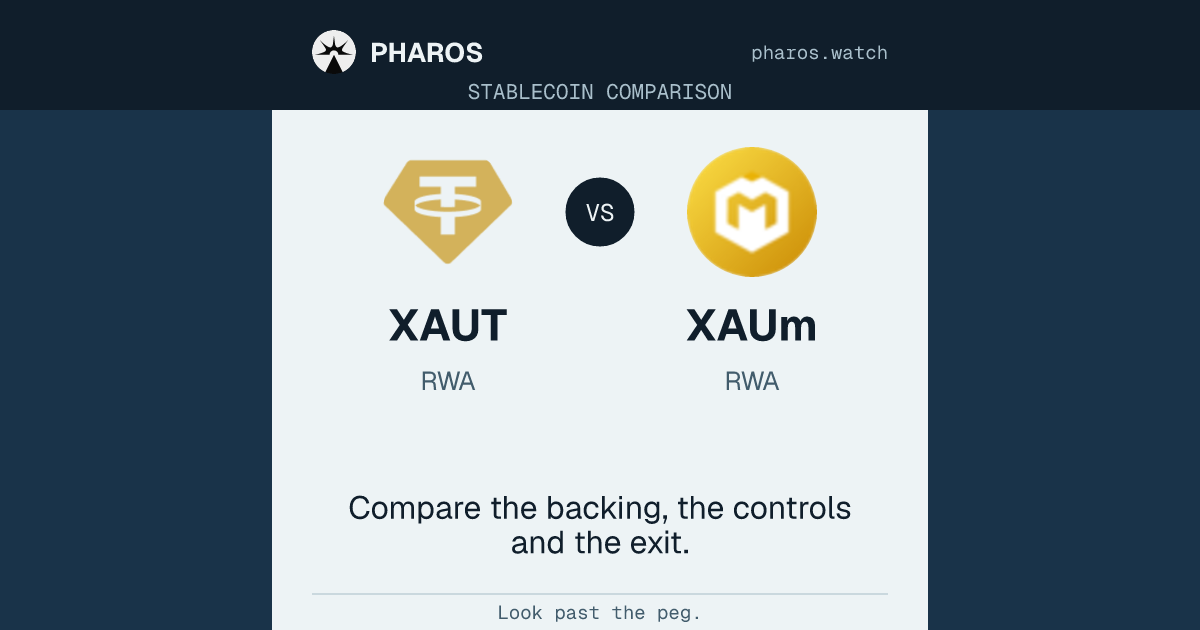 PHAROS
pharos.watch
STABLECOIN COMPARISON
VS
XAUT
XAUm
RWA
RWA
Compare the backing, the controls
and the exit.
Look past the peg.